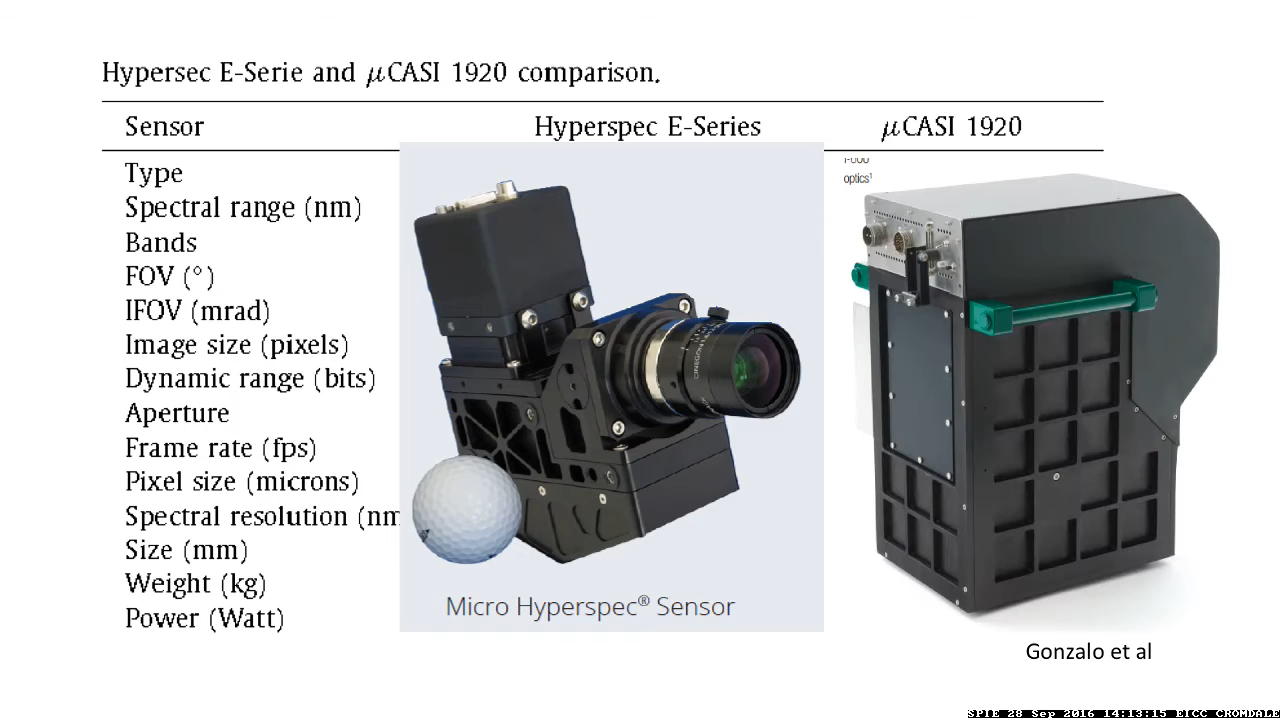 Hypersec E-Serie and μCASI 1920 comparison.
Sensor Hyperspec E-Series μCASI 1920
Type
optics¹
Spectral range (nm)
Bands
FOV (°)
IFOV (mrad)
Image size (pixels)
Dynamic range (bits)
Aperture
Frame rate (fps)
Pixel size (microns)
Spectral resolution (nm
Size (mm)
Weight (kg)
Micro Hyperspec® Sensor
Power (Watt)
Gonzalo et al
SPIE 28 Sep 2016 14:13:15 EICC CROMDALE